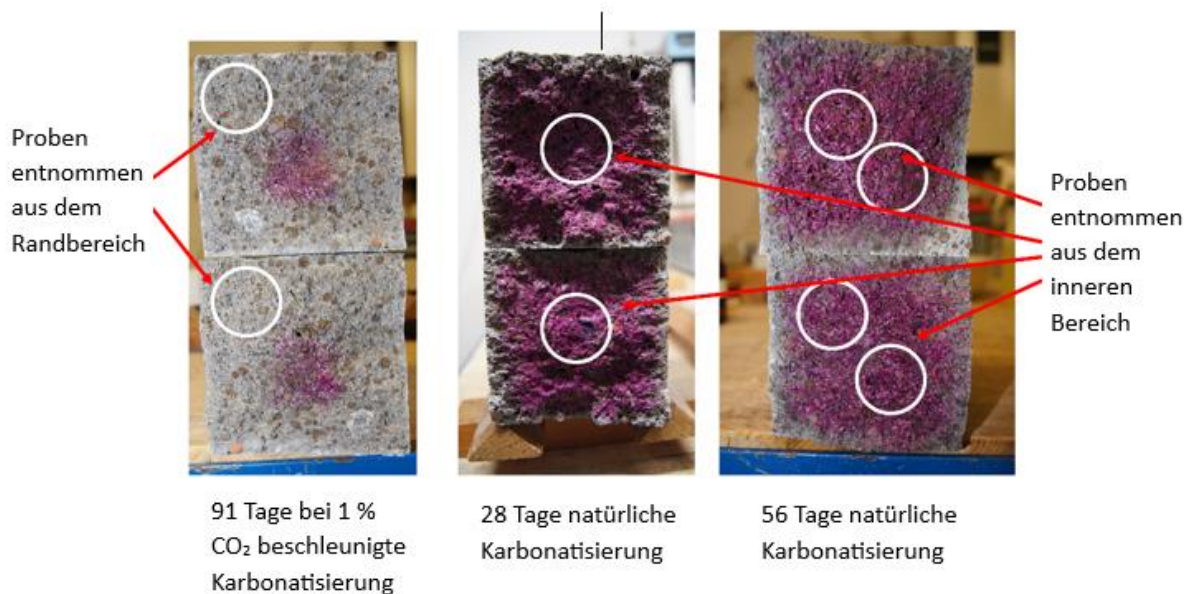 Proben
entnommen
aus dem
Randbereich
Proben
entnommen
aus dem
inneren
Bereich
91 Tage bei 1 %
CO₂ beschleunigte
Karbonatisierung
28 Tage natürliche
Karbonatisierung
56 Tage natürliche
Karbonatisierung